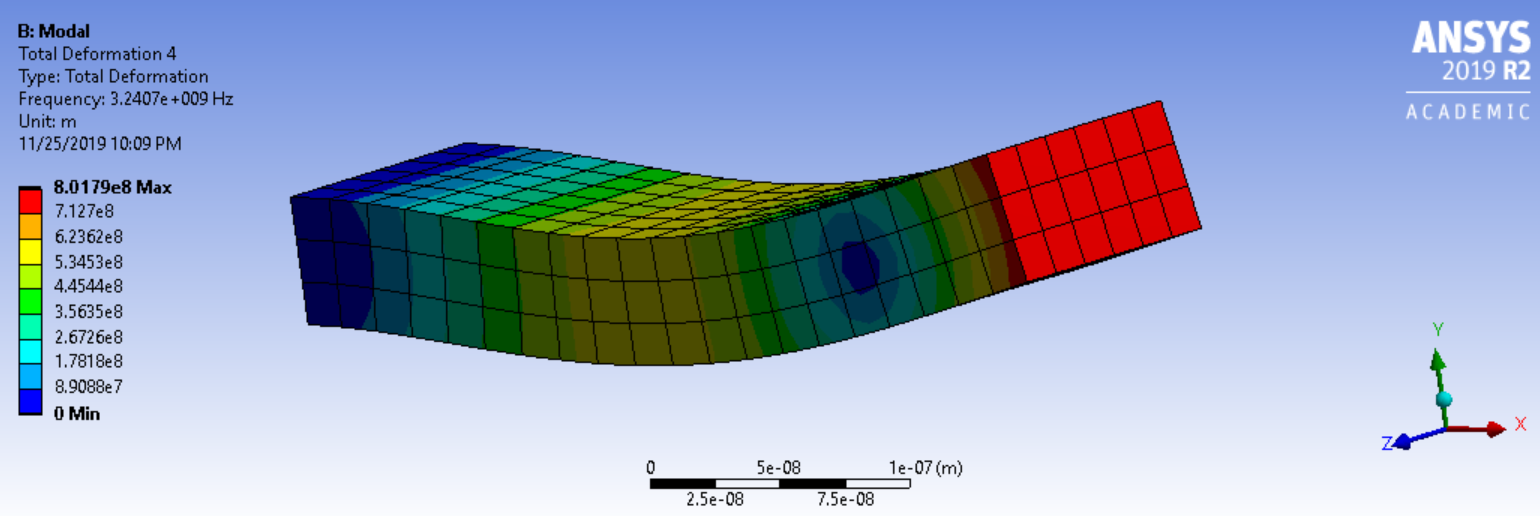 B: Modal
Total Deformation 4
Type: Total Deformation
Frequency: 3.2407e+009 Hz
Unit: m
11/25/2019 10:09 PM
8.0179e8 Max
7.127e8
6.2362e8
5.3453e8
4.4544e8
3.5635e8
2.6726e8
1.7818e8
8.9088e7
0 Min
ANSYS
2019 R2
ACADEMIC
Y
Z X
0 5e-08 1e-07 (m)
2.5e-08 7.5e-08